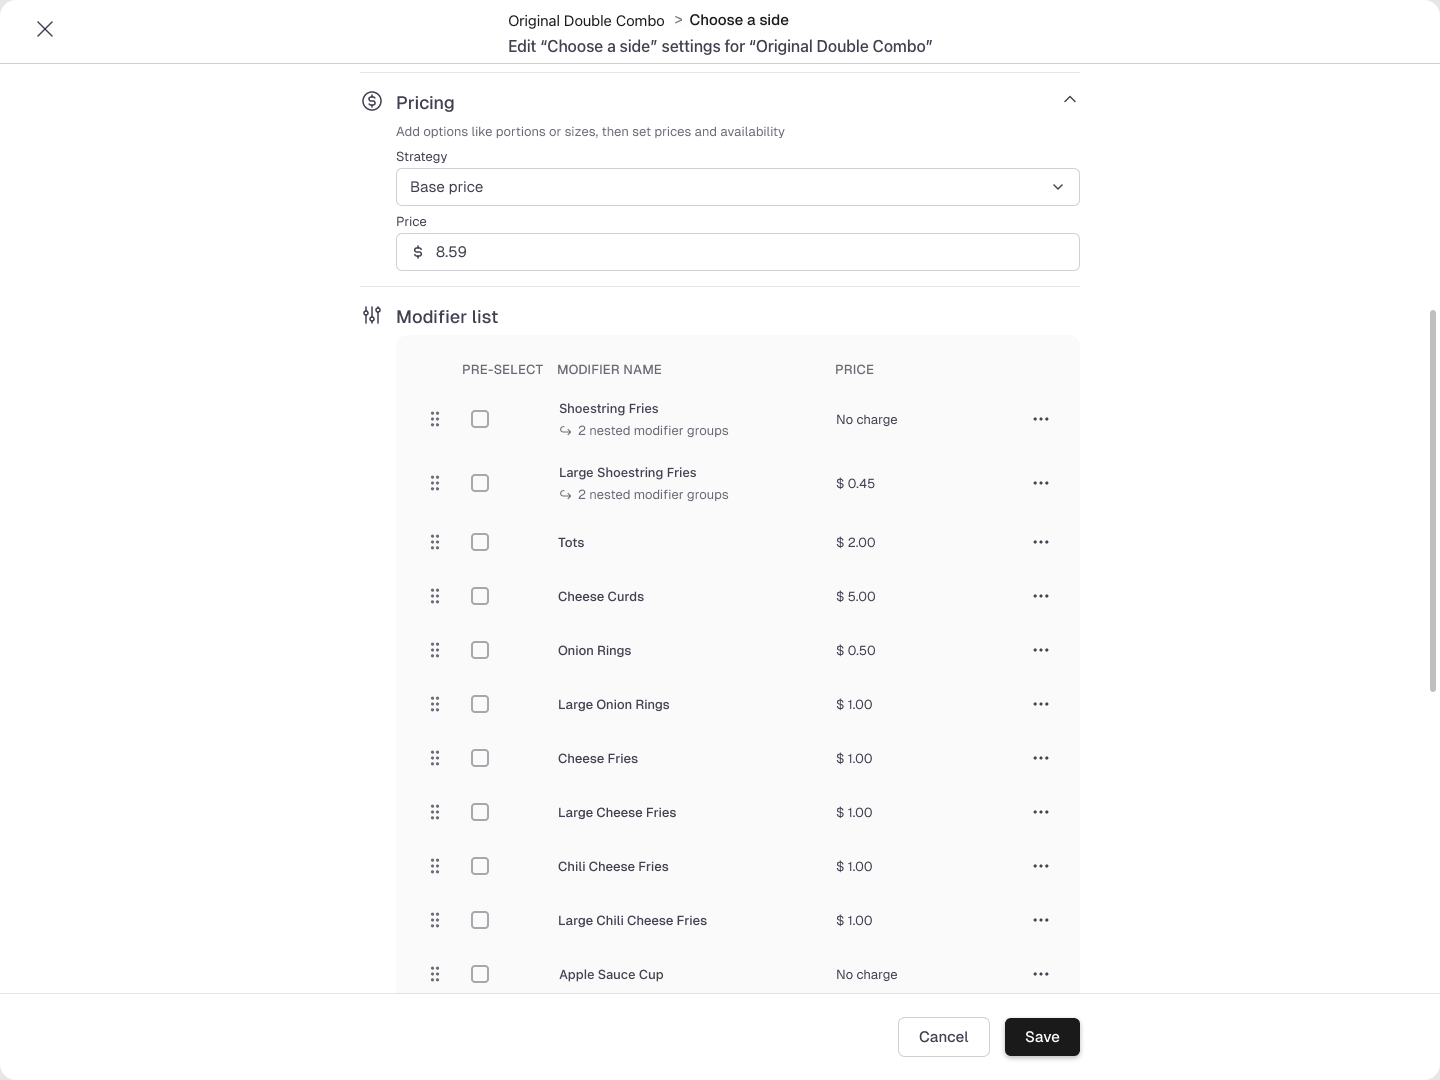 Original Double Combo > Choose a side
Edit “Choose a side” settings for “Original Double Combo”
Pricing
Add options like portions or sizes, then set prices and availability
Strategy
Base price
Price
$ 8.59
Modifier list
PRE-SELECT MODIFIER NAME PRICE
Shoestring Fries
2 nested modifier groups
No charge
Large Shoestring Fries
2 nested modifier groups
$ 0.45
Tots $ 2.00
Cheese Curds $ 5.00
Onion Rings $ 0.50
Large Onion Rings $ 1.00
Cheese Fries $ 1.00
Large Cheese Fries $ 1.00
Chili Cheese Fries $ 1.00
Large Chili Cheese Fries $ 1.00
Apple Sauce Cup No charge
Cancel Save